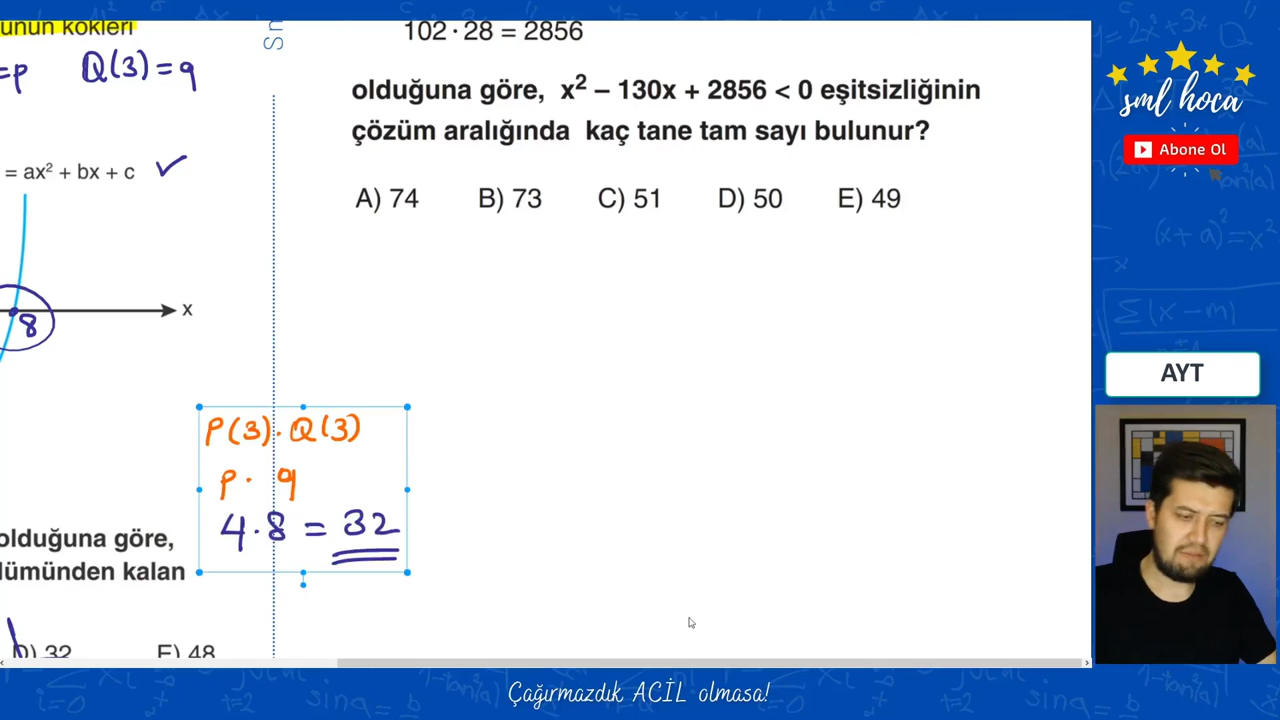 unun kökleri
=p Q(3)=q
= ax² + bx + c
x
8
102 · 28 = 2856
olduğuna göre, x² – 130x + 2856 < 0 eşitsizliğinin
çözüm aralığında kaç tane tam sayı bulunur?
A) 74 B) 73 C) 51 D) 50 E) 49
P(3)·Q(3)
p· q
4·8 = 32
olduğuna göre,
lümünden kalan
D) 32 E) 48
sml hoca
Abone Ol
AYT
Çağırmazdık ACİL olmasa!